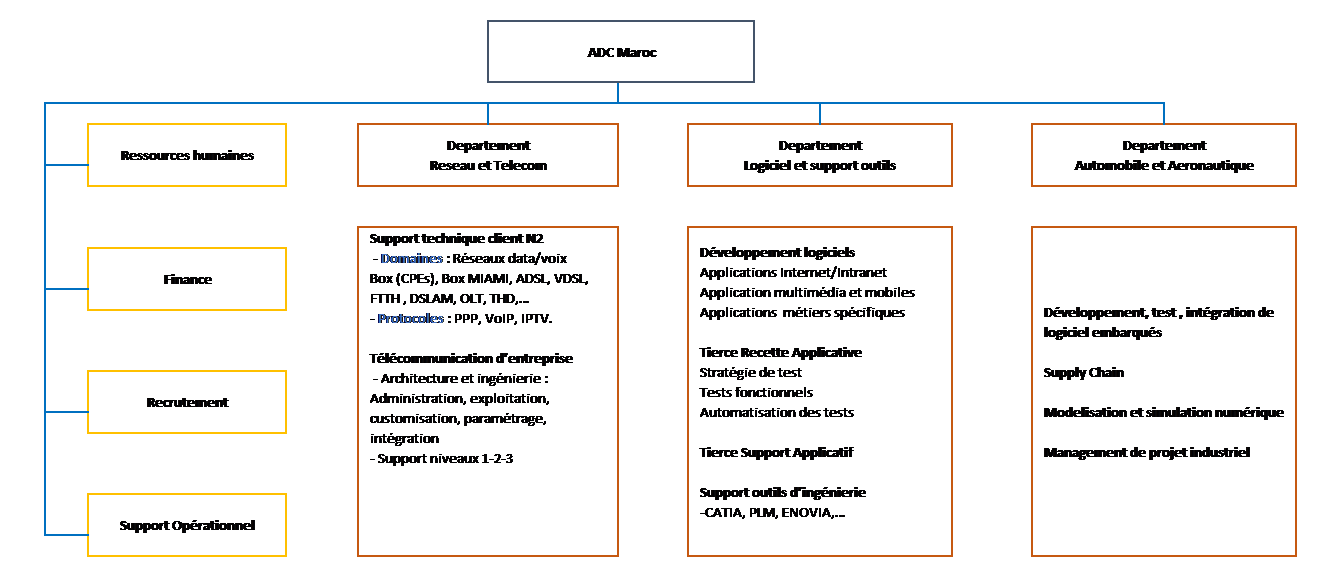 ADC Maroc
Ressources humaines
Finance
Recrutement
Support Opérationnel
Departement
Reseau et Telecom
Support technique client N2
- Domaines : Réseaux data/voix
Box (CPEs), Box MIAMI, ADSL, VDSL,
FTTH , DSLAM, OLT, THD,...
- Protocoles : PPP, VoIP, IPTV.
Télécommunication d'entreprise
- Architecture et ingénierie :
Administration, exploitation,
customisation, paramétrage,
intégration
- Support niveaux 1-2-3
Departement
Logiciel et support outils
Développement logiciels
Applications Internet/Intranet
Application multimédia et mobiles
Applications métiers spécifiques
Tierce Recette Applicative
Stratégie de test
Tests fonctionnels
Automatisation des tests
Tierce Support Applicatif
Support outils d'ingénierie
-CATIA, PLM, ENOVIA,...
Departement
Automobile et Aeronautique
Développement, test , intégration de
logiciel embarqués
Supply Chain
Modelisation et simulation numérique
Management de projet industriel